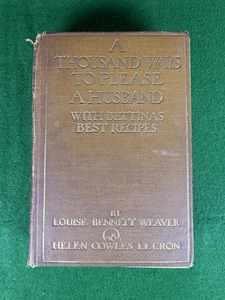 A
THOUSAND WAYS
TO PLEASE
A HUSBAND
WITH BETTINA'S
BEST RECIPES
BY
LOUISE BENNETT WEAVER
AND
HELEN COWLES LECRON